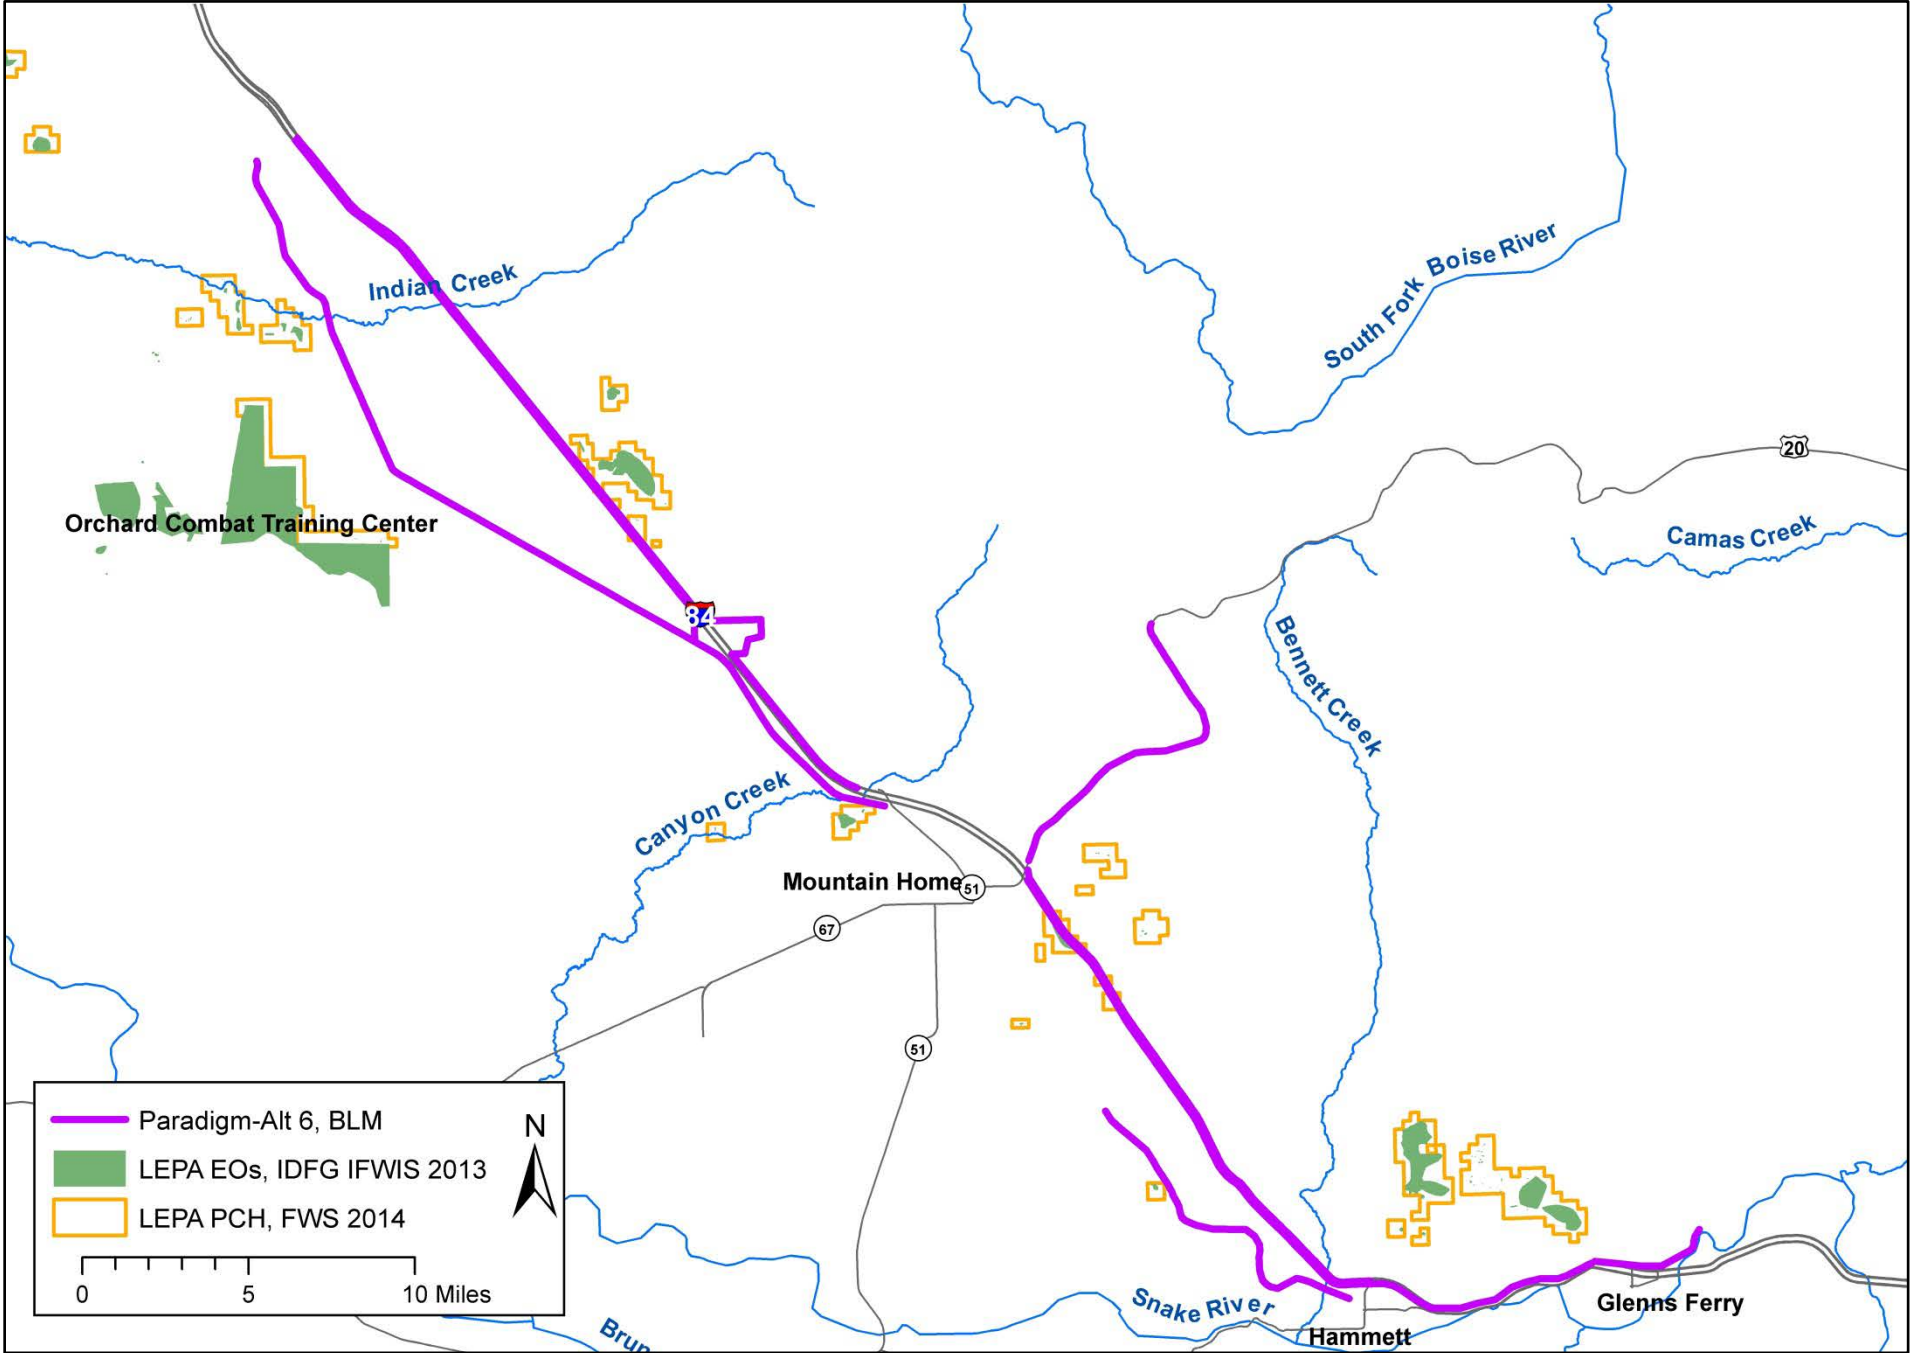 Indian Creek
South Fork Boise River
20
Camas Creek
Orchard Combat Training Center
84
Bennett Creek
Canyon Creek
Mountain Home
51
67
51
Paradigm-Alt 6, BLM
LEPA EOs, IDFG IFWIS 2013
LEPA PCH, FWS 2014
N
0 5 10 Miles
Snake River
Glenns Ferry
Hammett
Brun